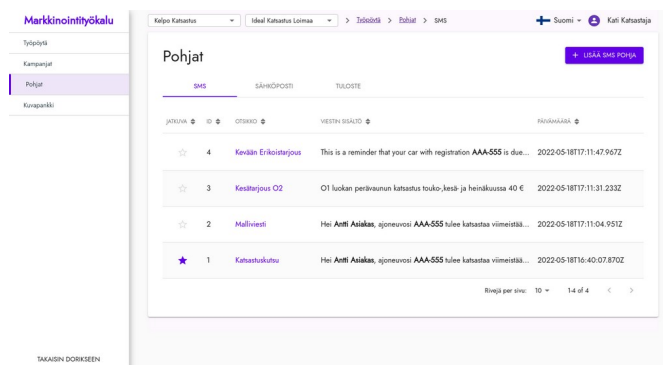 Markkinointityökalu
Kelpo Katsastus Ideal Katsastus Loimaa > Työpöytä > Pohjat > SMS Suomi Kati Katsastaja
Työpöytä
Kampanjat
Pohjat
Kuvapankki
Pohjat
+ LISÄÄ SMS POHJA
SMS SÄHKÖPOSTI TULOSTE
JATKUVA ID OTSIKKO VIESTIN SISÄLTÖ PÄIVÄMÄÄRÄ
4 Kevään Erikoistarjous This is a reminder that your car with registration AAA-555 is due... 2022-05-18T17:11:47.967Z
3 Kesätarjous O2 O1 luokan perävaunun katsastus touko-,kesä- ja heinäkuussa 40 € 2022-05-18T17:11:31.233Z
2 Malliviesti Hei Antti Asiakas, ajoneuvosi AAA-555 tulee katsastaa viimeistää... 2022-05-18T17:11:04.951Z
1 Katsastuskutsu Hei Antti Asiakas, ajoneuvosi AAA-555 tulee katsastaa viimeistää... 2022-05-18T16:40:07.870Z
Rivejä per sivu: 10 1-4 of 4 < >
TAKAISIN DORIKSEEN